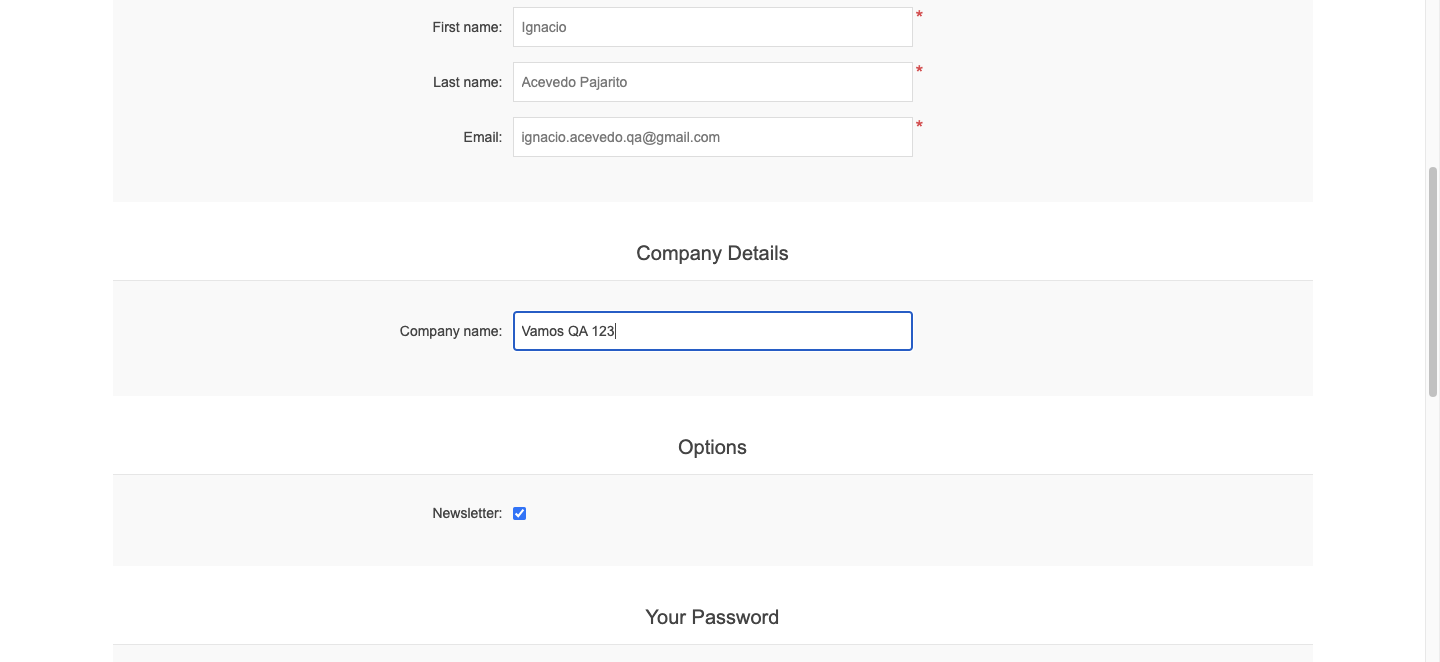 First name: Ignacio *
Last name: Acevedo Pajarito *
Email: ignacio.acevedo.qa@gmail.com *
Company Details
Company name: Vamos QA 123
Options
Newsletter:
Your Password